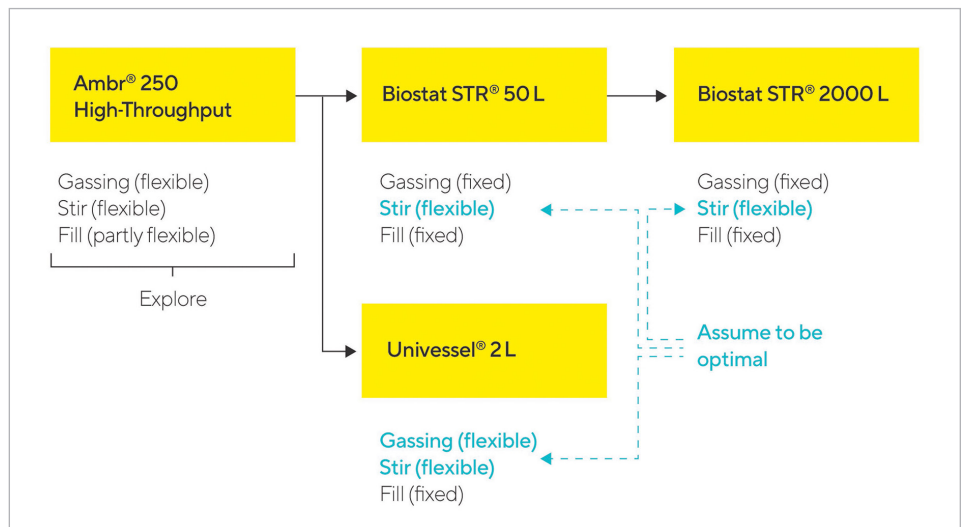 Ambr® 250
High-Throughput
Biostat STR® 50 L
Biostat STR® 2000 L
Gassing (flexible)
Stir (flexible)
Fill (partly flexible)
Explore
Gassing (fixed)
Stir (flexible)
Fill (fixed)
Gassing (fixed)
Stir (flexible)
Fill (fixed)
Univessel® 2 L
Assume to be
optimal
Gassing (flexible)
Stir (flexible)
Fill (fixed)